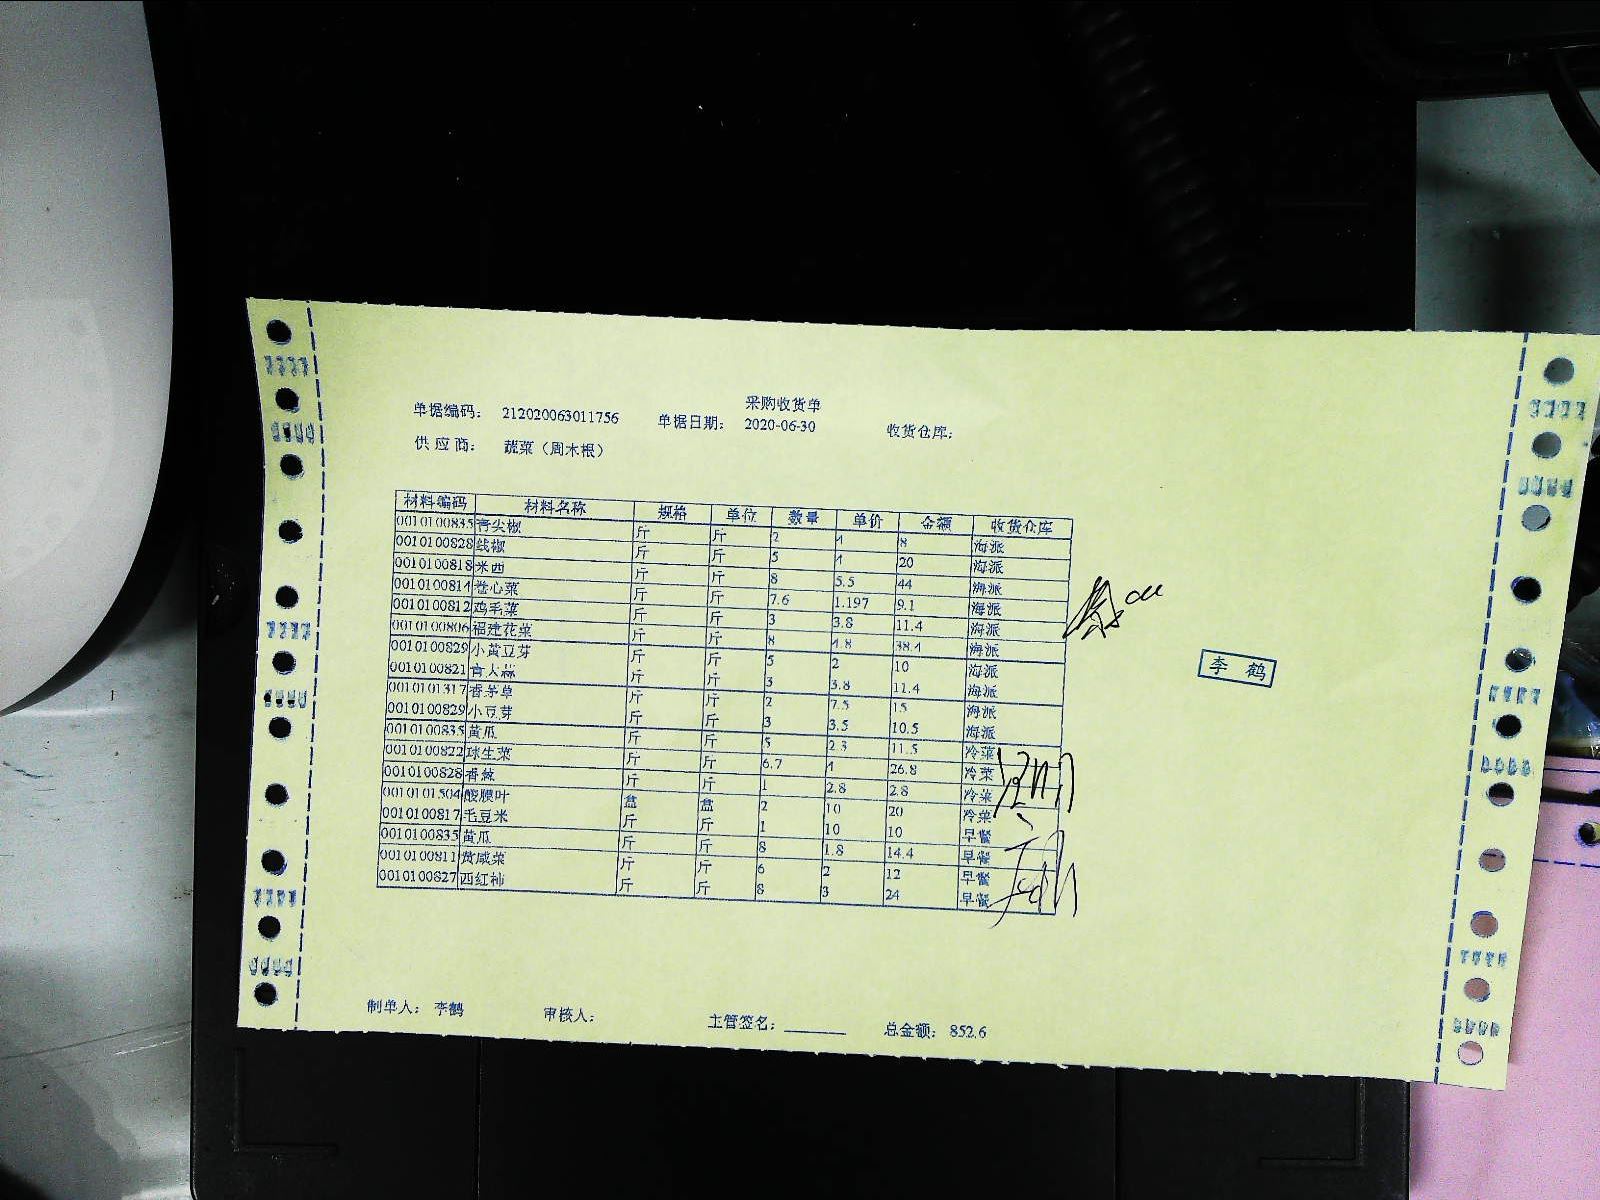 采购收货单
单据编码： 212020063011756 单据日期： 2020-06-30 收货仓库：
供 应 商： 蔬菜（周木根）
材料编码 材料名称 规格 单位 数量 单价 金额 收货仓库
0010100835 青尖椒 斤 斤 2 4 8 海派
0010100828 线椒 斤 斤 5 4 20 海派
0010100818 米西 斤 斤 8 5.5 44 海派
0010100814 卷心菜 斤 斤 7.6 1.197 9.1 海派
0010100812 鸡毛菜 斤 斤 3 3.8 11.4 海派
0010100806 福建花菜 斤 斤 8 4.8 38.4 海派
0010100829 小黄豆芽 斤 斤 5 2 10 海派
0010100821 青大蒜 斤 斤 3 3.8 11.4 海派
0010101317 香茅草 斤 斤 2 7.5 15 海派
0010100829 小豆芽 斤 斤 3 3.5 10.5 海派
0010100835 黄瓜 斤 斤 5 2.3 11.5 冷菜
0010100822 球生菜 斤 斤 6.7 4 26.8 冷菜
0010100828 香葱 斤 斤 1 2.8 2.8 冷菜
0010101504 酸膜叶 盒 盒 2 10 20 冷菜
0010100817 毛豆米 斤 斤 1 10 10 早餐
0010100835 黄瓜 斤 斤 8 1.8 14.4 早餐
0010100811 贡咸菜 斤 斤 6 2 12 早餐
0010100827 西红柿 斤 斤 8 3 24 早餐
李 鹤
制单人： 李鹤 审核人： 主管签名：______ 总金额： 852.6